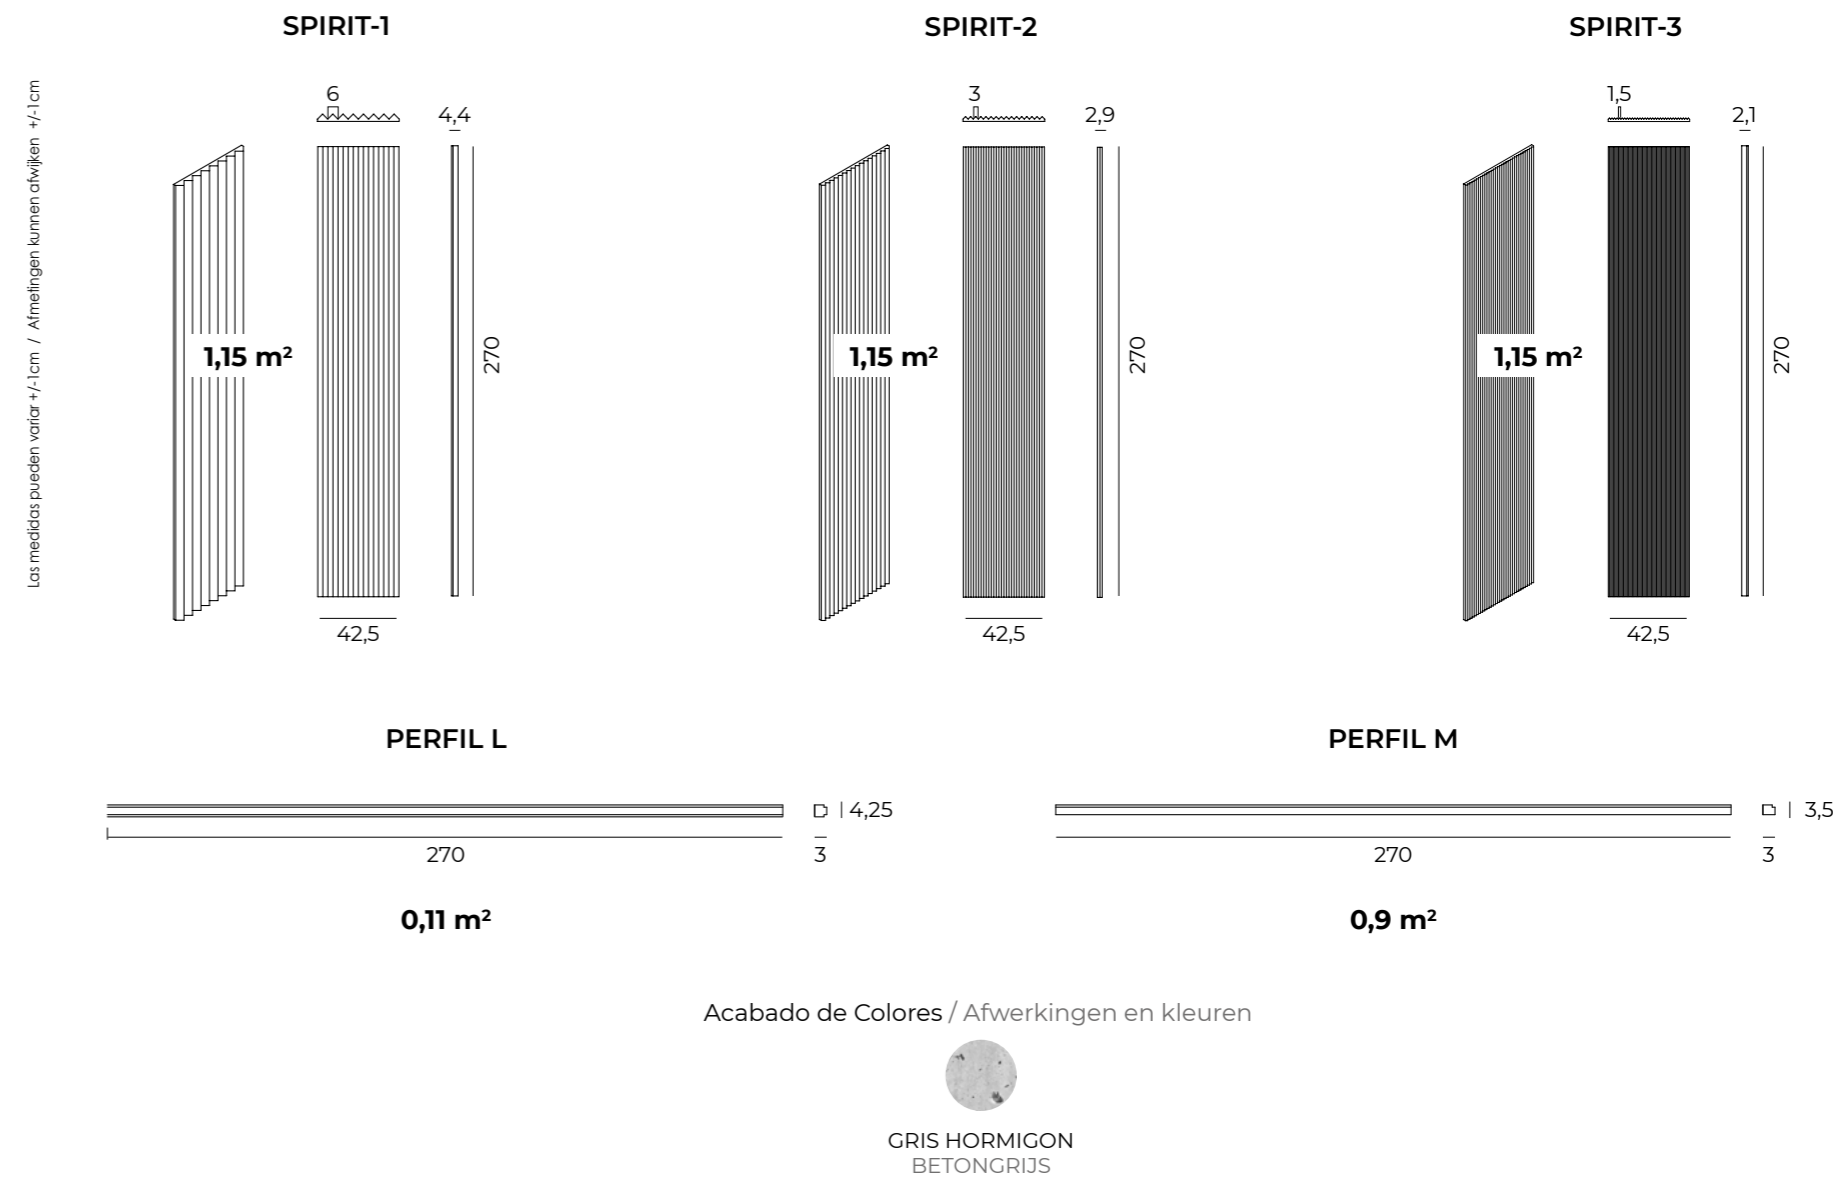 SPIRIT-1
SPIRIT-2
SPIRIT-3
Las medidas pueden variar +/-1cm / Afmetingen kunnen afwijken +/-1cm
6
4,4
1,15 m²
270
42,5
3
2,9
1,15 m²
270
42,5
1,5
2,1
1,15 m²
270
42,5
PERFIL L
4,25
270
3
0,11 m²
PERFIL M
3,5
270
3
0,9 m²
Acabado de Colores / Afwerkingen en kleuren
GRIS HORMIGON
BETONGRIJS